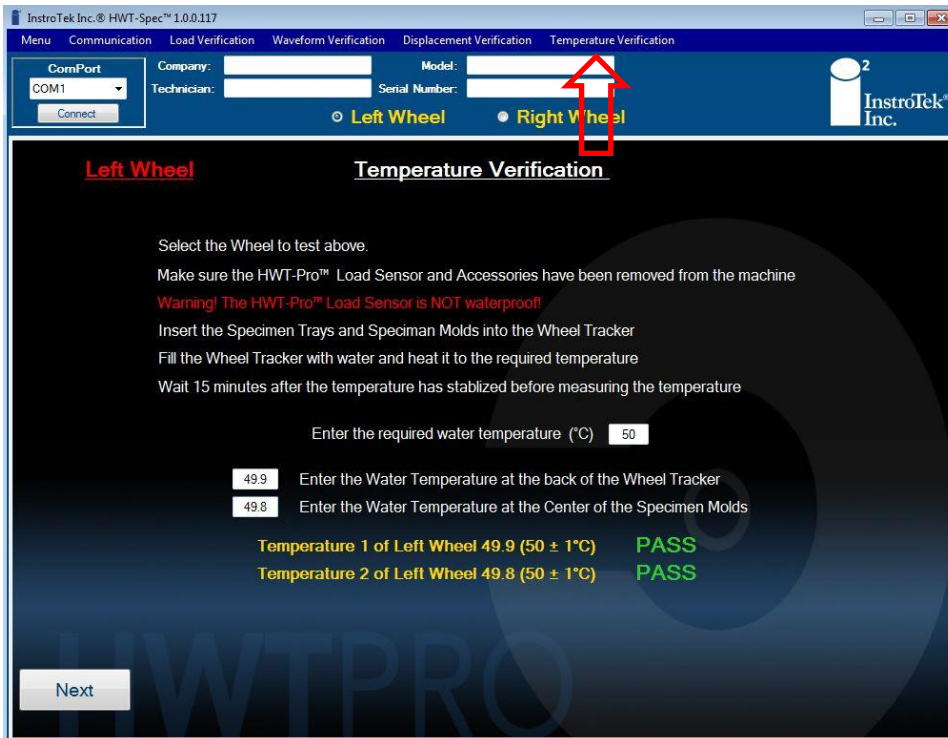 InstroTek Inc.® HWT-Spec™ 1.0.0.117
Menu Communication Load Verification Waveform Verification Displacement Verification Temperature Verification
ComPort
COM1
Connect
Company:
Technician:
Model:
Serial Number:
Left Wheel Right Wheel
i2
InstroTek®
Inc.
Left Wheel
Temperature Verification
Select the Wheel to test above.
Make sure the HWT-Pro™ Load Sensor and Accessories have been removed from the machine
Warning! The HWT-Pro™ Load Sensor is NOT waterproof!
Insert the Specimen Trays and Speciman Molds into the Wheel Tracker
Fill the Wheel Tracker with water and heat it to the required temperature
Wait 15 minutes after the temperature has stablized before measuring the temperature
Enter the required water temperature (°C) 50
49.9 Enter the Water Temperature at the back of the Wheel Tracker
49.8 Enter the Water Temperature at the Center of the Specimen Molds
Temperature 1 of Left Wheel 49.9 (50 ± 1°C) PASS
Temperature 2 of Left Wheel 49.8 (50 ± 1°C) PASS
HWTPRO
Next